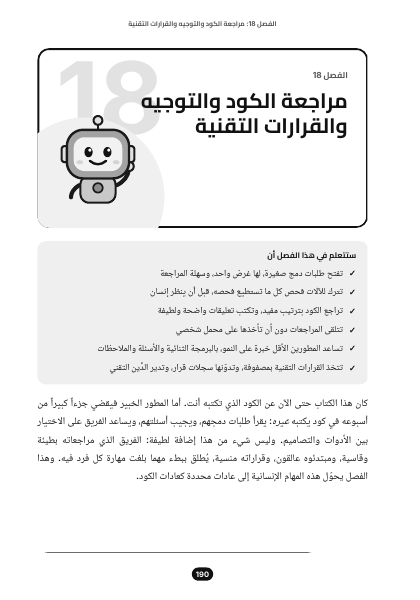 الفصل 18: مراجعة الكود والتوجيه والقرارات التقنية
18
الفصل 18
مراجعة الكود والتوجيه
والقرارات التقنية
ستتعلم في هذا الفصل أن
✓ تفتح طلبات دمج صغيرة، لها غرض واحد، وسهلة المراجعة
✓ تترك للآلات فحص كل ما تستطيع فحصه، قبل أن ينظر إنسان
✓ تراجع الكود بترتيب مفيد، وتكتب تعليقات واضحة ولطيفة
✓ تتلقى المراجعات دون أن تأخذها على محمل شخصي
✓ تساعد المطورين الأقل خبرة على النمو، بالبرمجة الثنائية والأسئلة والملاحظات
✓ تتخذ القرارات التقنية بمصفوفة، وتدوّنها سجلات قرار، وتدير الدَّين التقني
كان هذا الكتاب حتى الآن عن الكود الذي تكتبه أنت. أما المطور الخبير فيقضي جزءاً كبيراً من
أسبوعه في كود يكتبه غيره: يقرأ طلبات دمجهم، ويجيب أسئلتهم، ويساعد الفريق على الاختيار
بين الأدوات والتصاميم. وليس شيء من هذا إضافة لطيفة: الفريق الذي مراجعاته بطيئة
وقاسية، ومبتدئوه عالقون، وقراراته منسية، يُطلق ببطء مهما بلغت مهارة كل فرد فيه. وهذا
الفصل يحوّل هذه المهام الإنسانية إلى عادات محددة كعادات الكود.
190